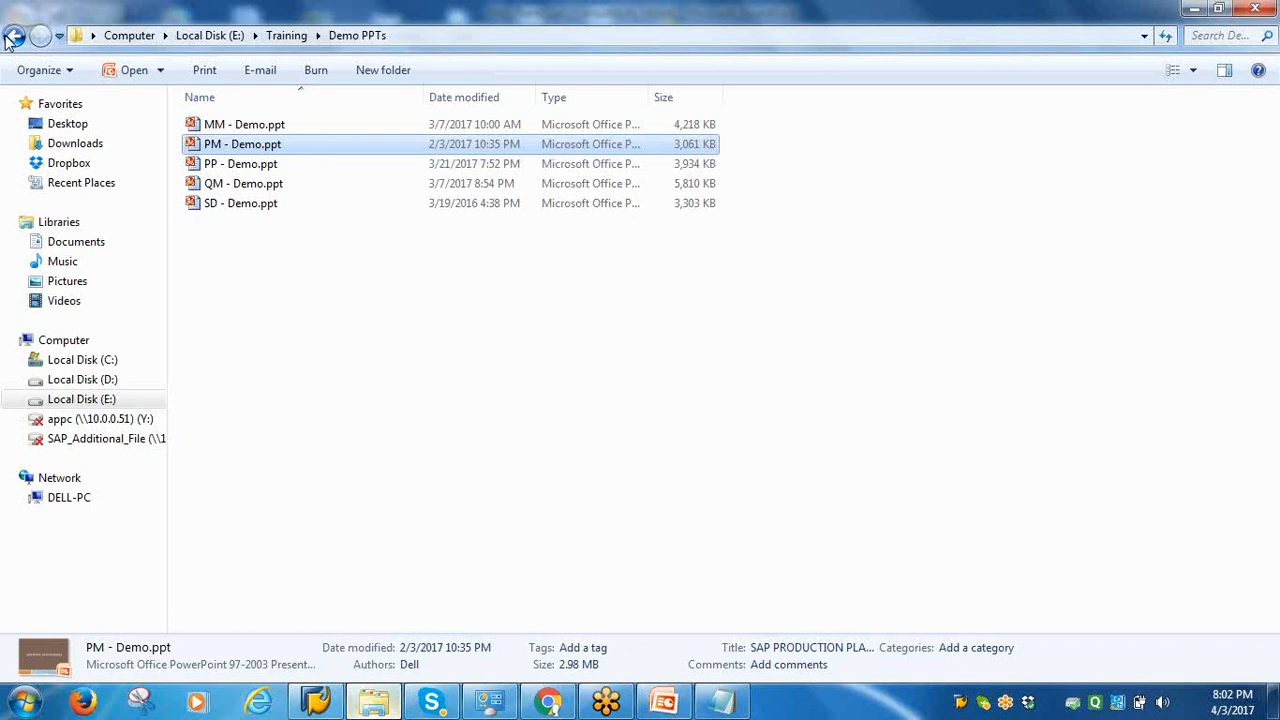 Computer Local Disk (E:) Training Demo PPTs
Search De...
Organize Open Print E-mail Burn New folder
Name Date modified Type Size
MM - Demo.ppt 3/7/2017 10:00 AM Microsoft Office P... 4,218 KB
PM - Demo.ppt 2/3/2017 10:35 PM Microsoft Office P... 3,061 KB
PP - Demo.ppt 3/21/2017 7:52 PM Microsoft Office P... 3,934 KB
QM - Demo.ppt 3/7/2017 8:54 PM Microsoft Office P... 5,810 KB
SD - Demo.ppt 3/19/2016 4:38 PM Microsoft Office P... 3,303 KB
Favorites
Desktop
Downloads
Dropbox
Recent Places
Libraries
Documents
Music
Pictures
Videos
Computer
Local Disk (C:)
Local Disk (D:)
Local Disk (E:)
appc (\\10.0.0.51) (Y:)
SAP_Additional_File (\\1
Network
DELL-PC
PM - Demo.ppt Date modified: 2/3/2017 10:35 PM Tags: Add a tag Title: SAP PRODUCTION PLA... Categories: Add a category
Microsoft Office PowerPoint 97-2003 Present... Authors: Dell Size: 2.98 MB Comments: Add comments
8:02 PM
4/3/2017